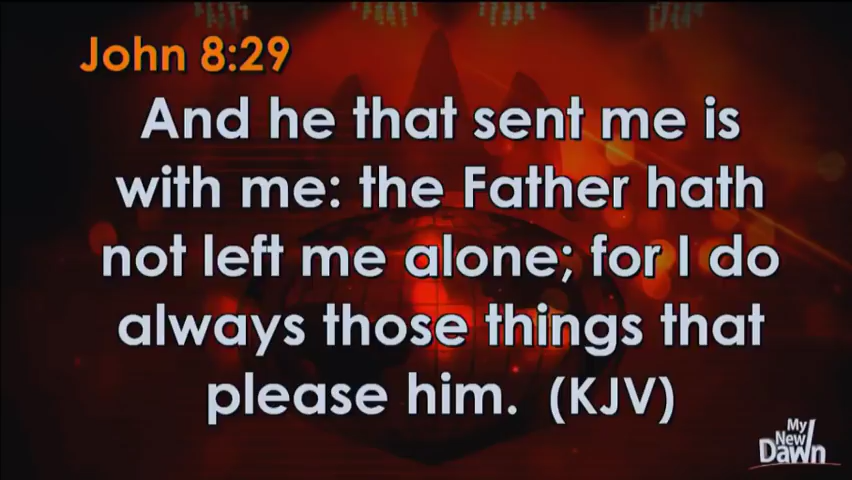 John 8:29
And he that sent me is
with me: the Father hath
not left me alone; for I do
always those things that
please him. (KJV)
My
New
Dawn